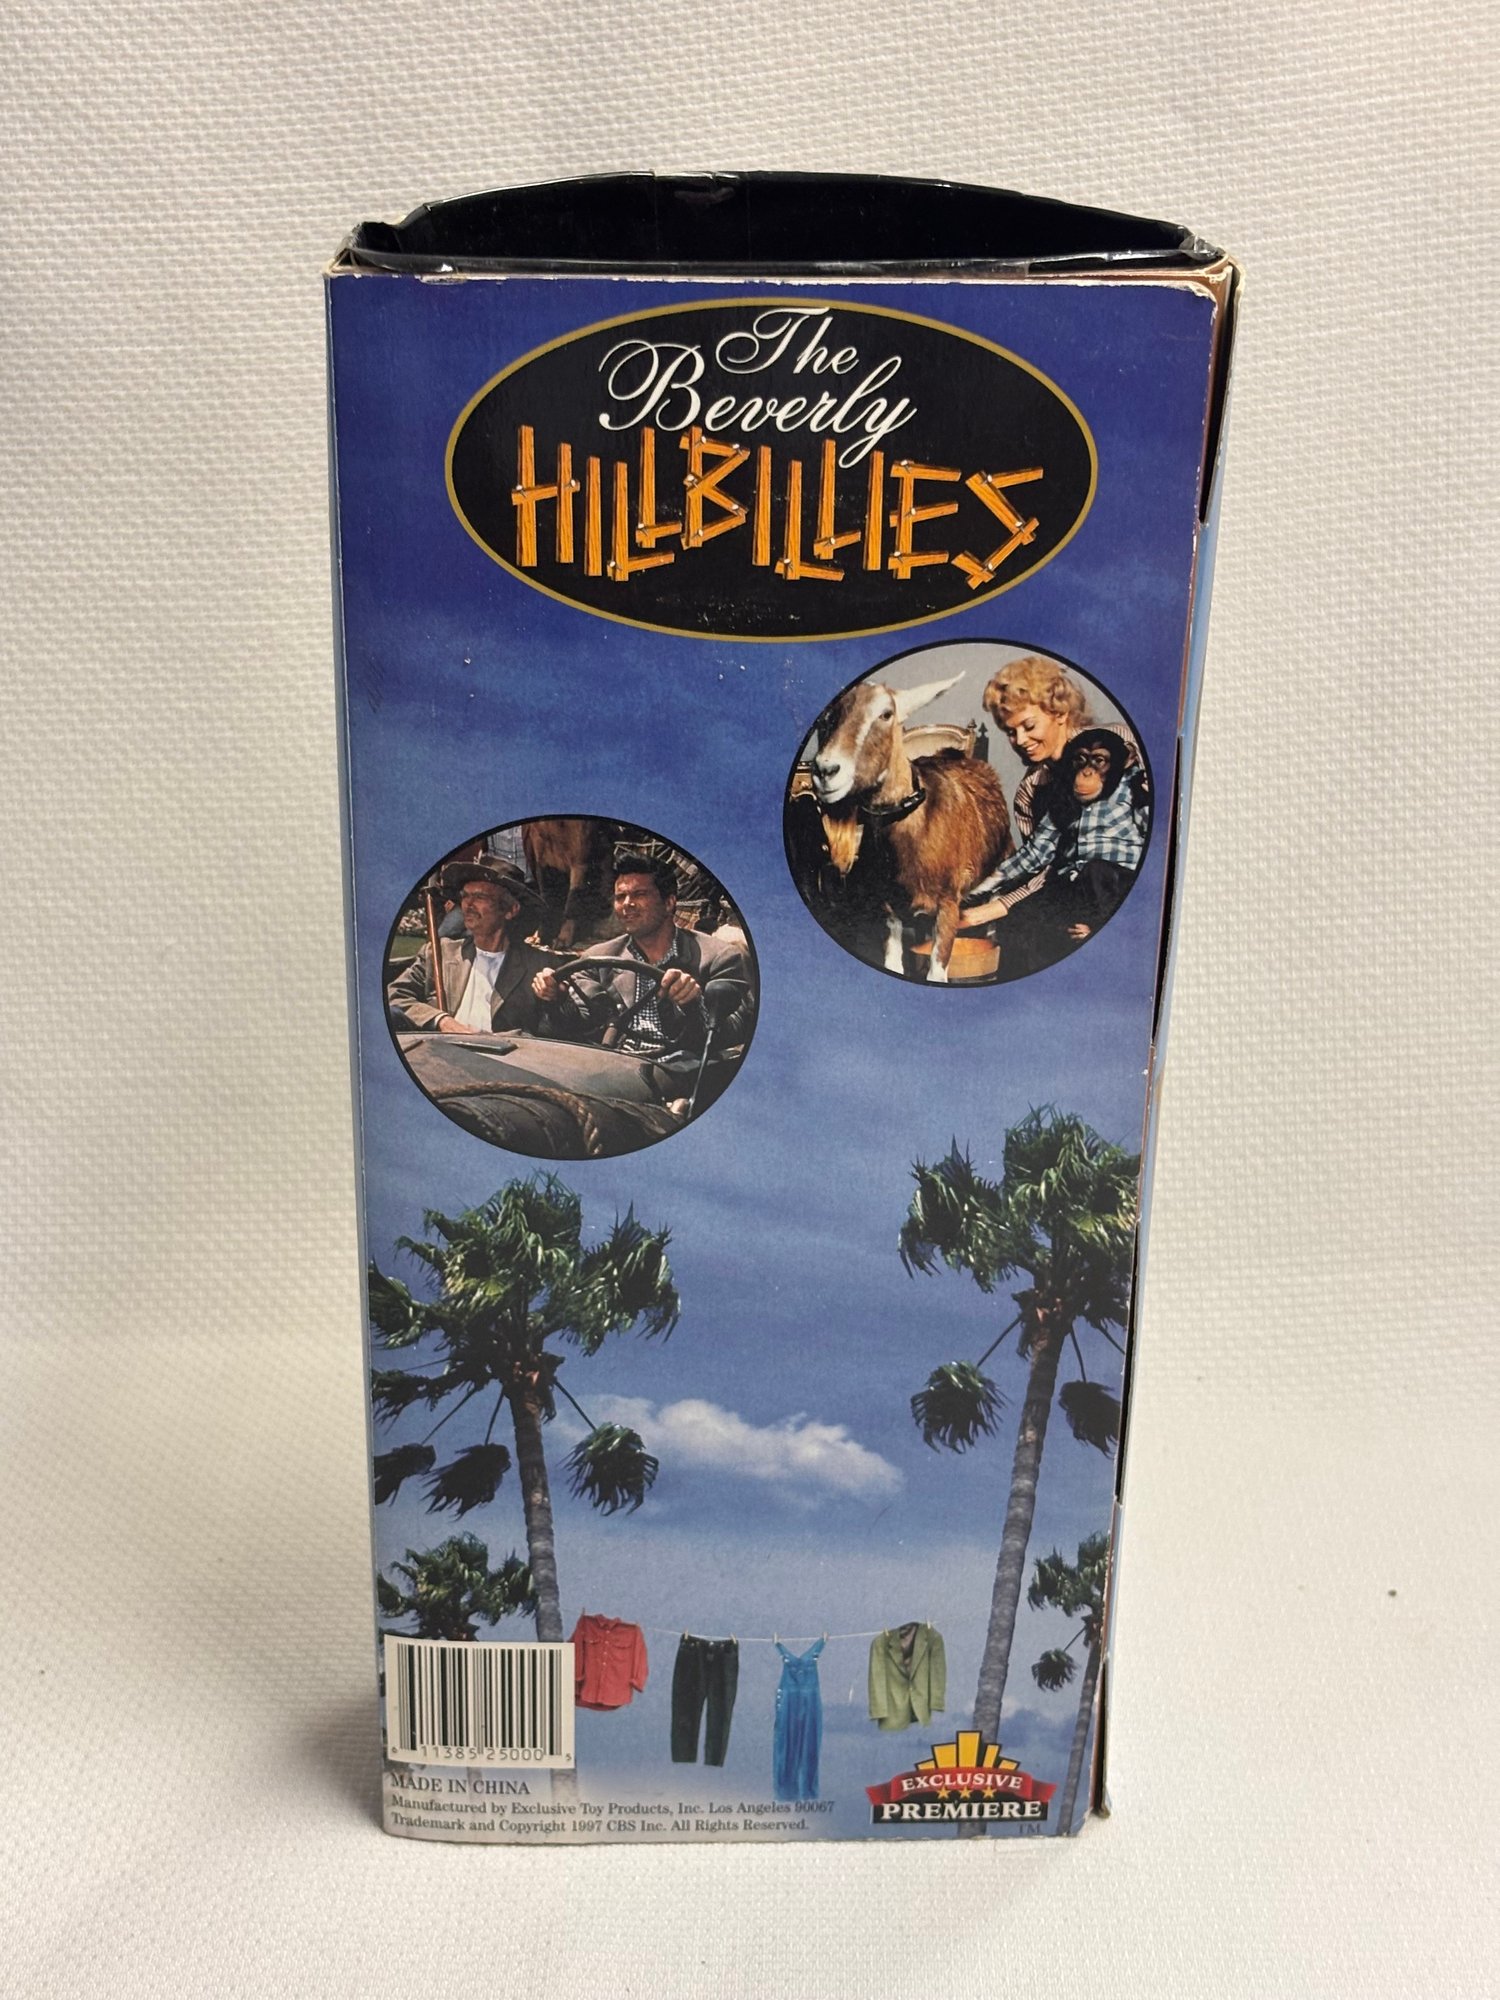 The
Beverly
HILLBILLIES
6 11385 25000 5
MADE IN CHINA
Manufactured by Exclusive Toy Products, Inc. Los Angeles 90067
Trademark and Copyright 1997 CBS Inc. All Rights Reserved.
EXCLUSIVE
PREMIERE
TM